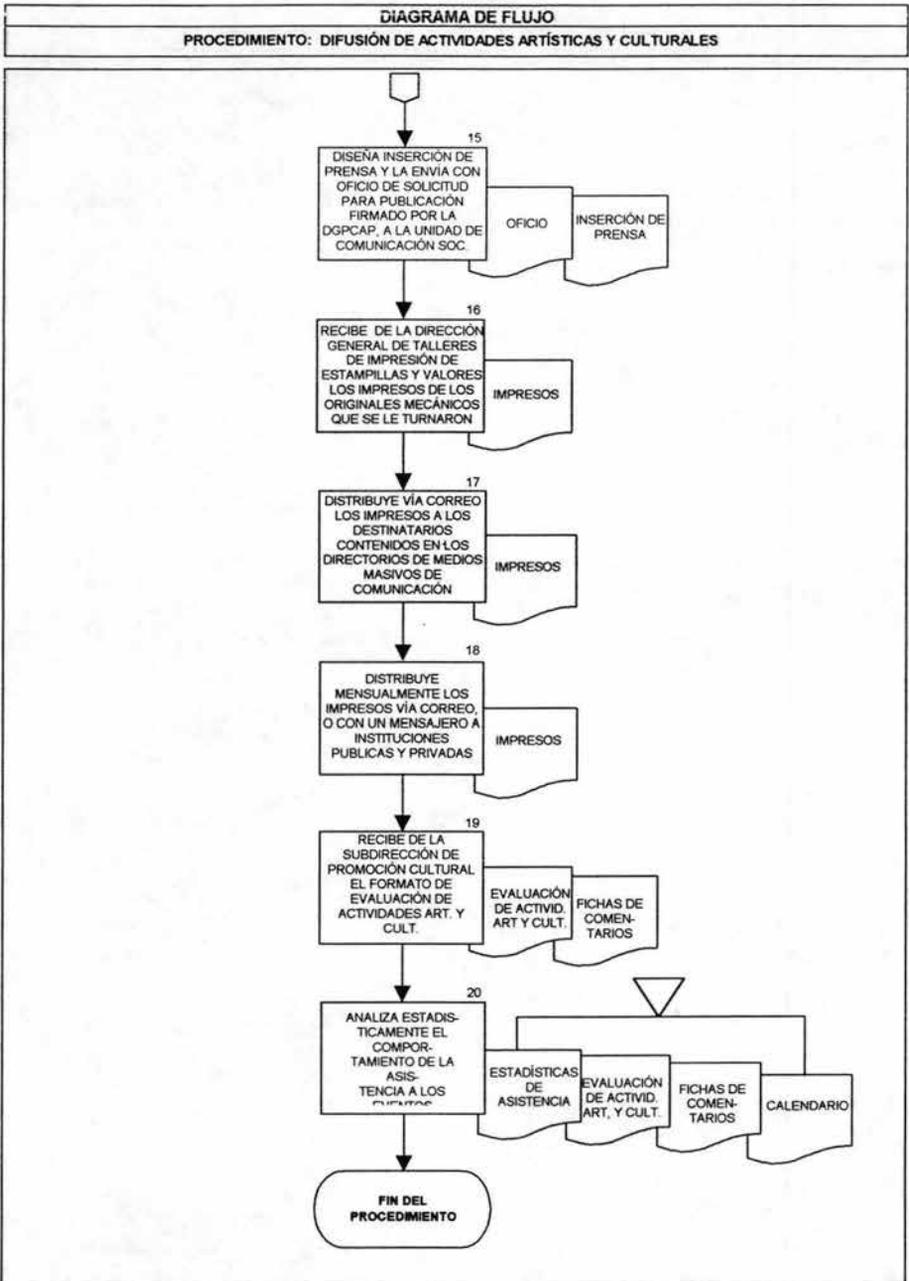 DIAGRAMA DE FLUJO
PROCEDIMIENTO: DIFUSIÓN DE ACTIVIDADES ARTÍSTICAS Y CULTURALES
15
DISEÑA INSERCIÓN DE
PRENSA Y LA ENVÍA CON
OFICIO DE SOLICITUD
PARA PUBLICACIÓN
FIRMADO POR LA
DGPCAP, A LA UNIDAD DE
COMUNICACIÓN SOC.
OFICIO
INSERCIÓN DE
PRENSA
16
RECIBE DE LA DIRECCIÓN
GENERAL DE TALLERES
DE IMPRESIÓN DE
ESTAMPILLAS Y VALORES
LOS IMPRESOS DE LOS
ORIGINALES MECÁNICOS
QUE SE LE TURNARON
IMPRESOS
17
DISTRIBUYE VÍA CORREO
LOS IMPRESOS A LOS
DESTINATARIOS
CONTENIDOS EN LOS
DIRECTORIOS DE MEDIOS
MASIVOS DE
COMUNICACIÓN
IMPRESOS
18
DISTRIBUYE
MENSUALMENTE LOS
IMPRESOS VÍA CORREO,
O CON UN MENSAJERO A
INSTITUCIONES
PUBLICAS Y PRIVADAS
IMPRESOS
19
RECIBE DE LA
SUBDIRECCIÓN DE
PROMOCIÓN CULTURAL
EL FORMATO DE
EVALUACIÓN DE
ACTIVIDADES ART. Y
CULT.
EVALUACIÓN
DE ACTIVID.
ART Y CULT.
FICHAS DE
COMEN-
TARIOS
20
ANALIZA ESTADIS-
TICAMENTE EL
COMPOR-
TAMIENTO DE LA
ASIS-
TENCIA A LOS
EVENTOS
ESTADÍSTICAS
DE
ASISTENCIA
EVALUACIÓN
DE ACTIVID.
ART, Y CULT.
FICHAS DE
COMEN-
TARIOS
CALENDARIO
FIN DEL
PROCEDIMIENTO